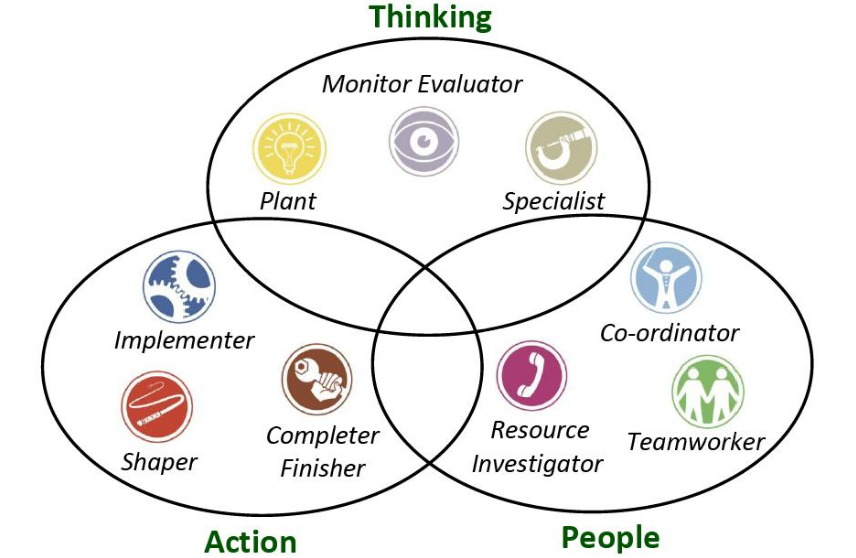 Thinking
Monitor Evaluator
Plant
Specialist
Implementer
Co-ordinator
Shaper
Completer
Finisher
Resource
Investigator
Teamworker
Action
People